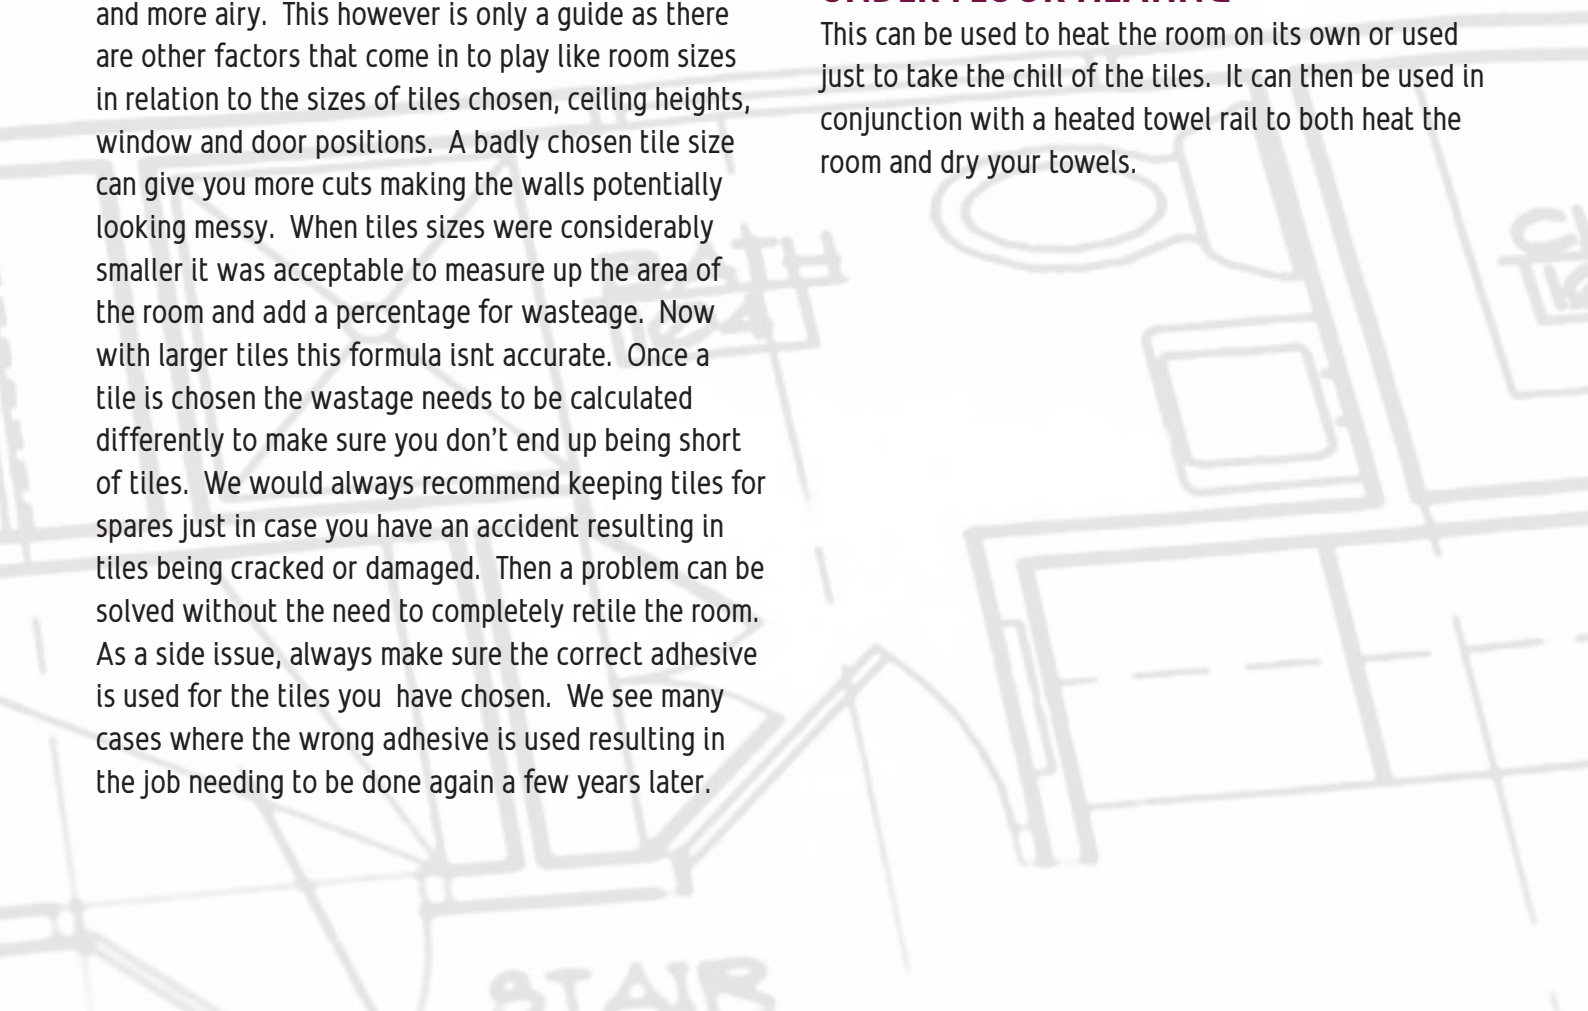 and more airy.  This however is only a guide as there
are other factors that come in to play like room sizes
in relation to the sizes of tiles chosen, ceiling heights,
window and door positions.  A badly chosen tile size
can give you more cuts making the walls potentially
looking messy.  When tiles sizes were considerably
smaller it was acceptable to measure up the area of
the room and add a percentage for wasteage.  Now
with larger tiles this formula isnt accurate.  Once a
tile is chosen the wastage needs to be calculated
differently to make sure you don’t end up being short
of tiles.  We would always recommend keeping tiles for
spares just in case you have an accident resulting in
tiles being cracked or damaged.  Then a problem can be
solved without the need to completely retile the room.
As a side issue, always make sure the correct adhesive
is used for the tiles you  have chosen.  We see many
cases where the wrong adhesive is used resulting in
the job needing to be done again a few years later.
UNDER FLOOR HEATING
This can be used to heat the room on its own or used
just to take the chill of the tiles.  It can then be used in
conjunction with a heated towel rail to both heat the
room and dry your towels.
BATH
STAIR